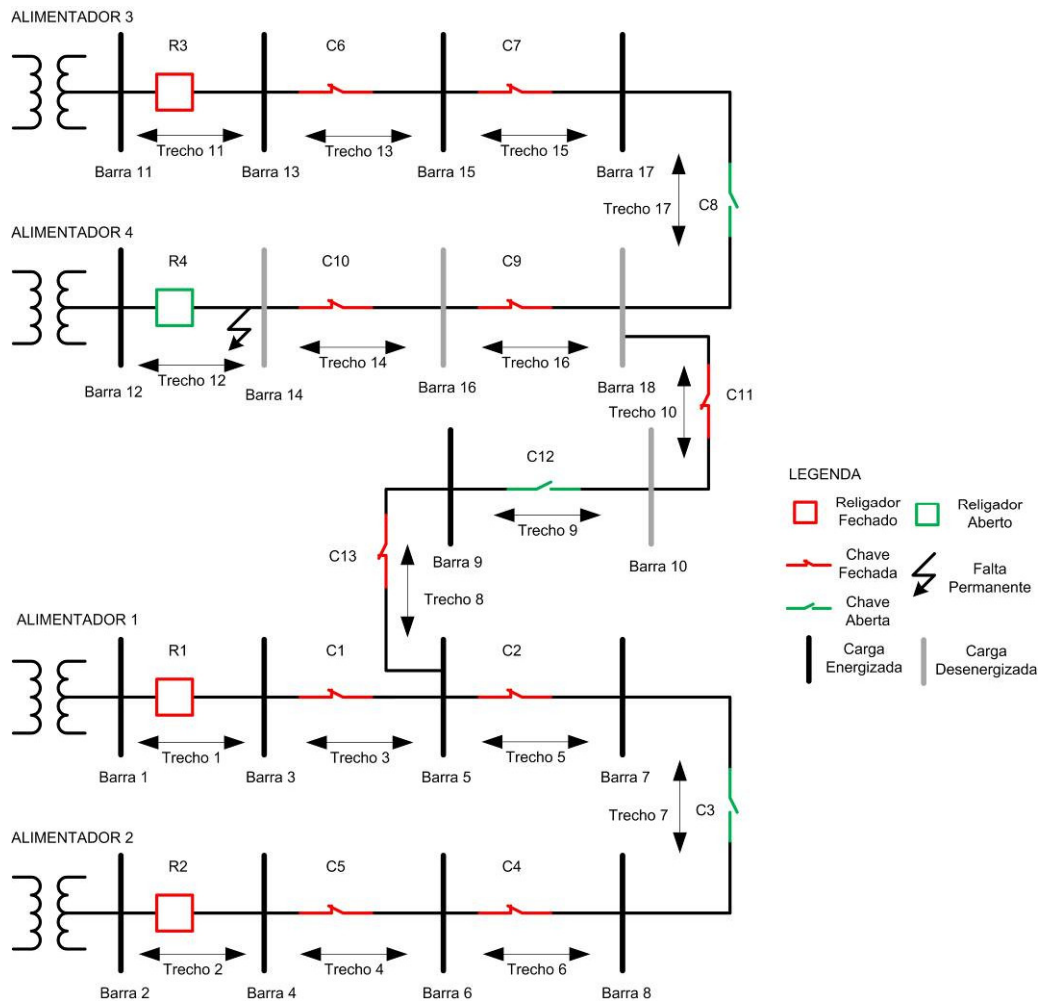 ALIMENTADOR 3
R3
C6
C7
Trecho 11
Trecho 13
Trecho 15
Barra 11
Barra 13
Barra 15
Barra 17
Trecho 17
C8
ALIMENTADOR 4
R4
C10
C9
Trecho 12
Trecho 14
Trecho 16
Barra 12
Barra 14
Barra 16
Barra 18
Trecho 10
C11
C12
Trecho 9
Barra 9
Barra 10
C13
Trecho 8
LEGENDA
Religador
Fechado
Religador
Aberto
Chave
Fechada
Falta
Permanente
Chave
Aberta
Carga
Energizada
Carga
Desenergizada
ALIMENTADOR 1
R1
C1
C2
Trecho 1
Trecho 3
Trecho 5
Barra 1
Barra 3
Barra 5
Barra 7
Trecho 7
C3
ALIMENTADOR 2
R2
C5
C4
Trecho 2
Trecho 4
Trecho 6
Barra 2
Barra 4
Barra 6
Barra 8